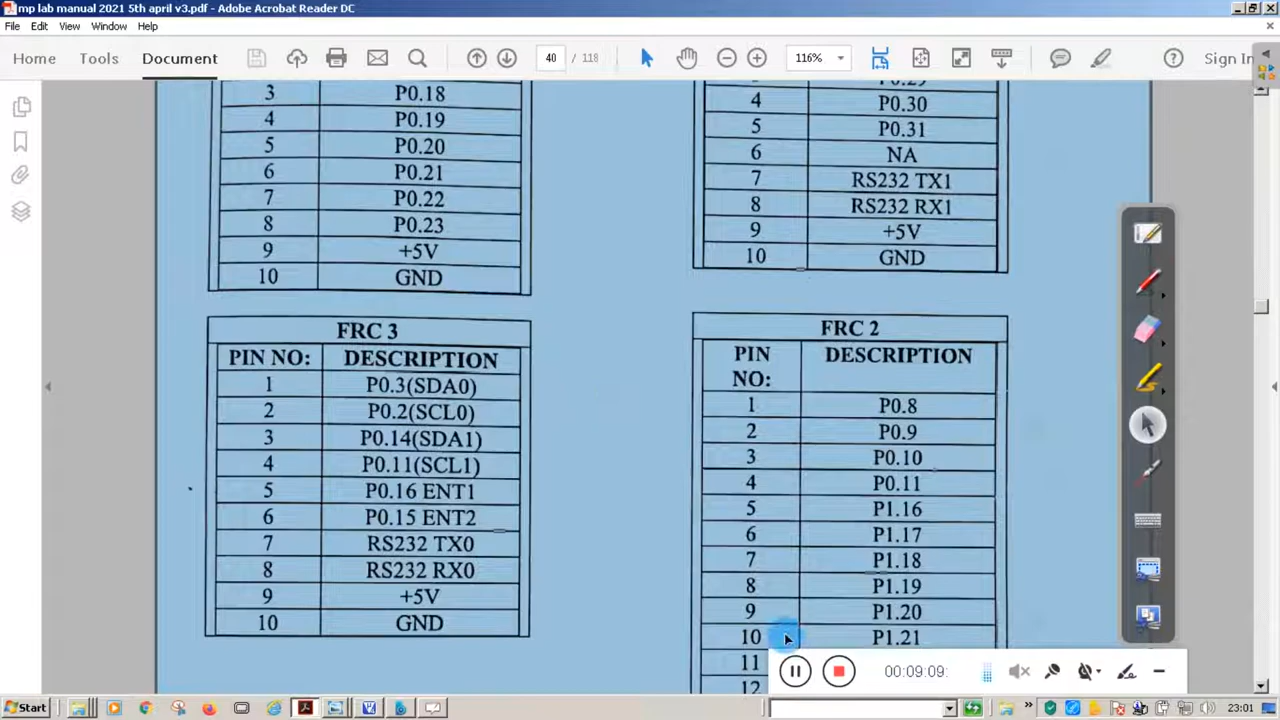 mp lab manual 2021 5th april v3.pdf - Adobe Acrobat Reader DC
File Edit View Window Help
Home Tools Document 40 / 118 116% Sign In
3 P0.18
4 P0.19
5 P0.20
6 P0.21
7 P0.22
8 P0.23
9 +5V
10 GND
4 P0.30
5 P0.31
6 NA
7 RS232 TX1
8 RS232 RX1
9 +5V
10 GND
FRC 3
PIN NO: DESCRIPTION
1 P0.3(SDA0)
2 P0.2(SCL0)
3 P0.14(SDA1)
4 P0.11(SCL1)
5 P0.16 ENT1
6 P0.15 ENT2
7 RS232 TX0
8 RS232 RX0
9 +5V
10 GND
FRC 2
PIN DESCRIPTION
NO:
1 P0.8
2 P0.9
3 P0.10
4 P0.11
5 P1.16
6 P1.17
7 P1.18
8 P1.19
9 P1.20
10 P1.21
11
12
00:09:09:
Start 23:01